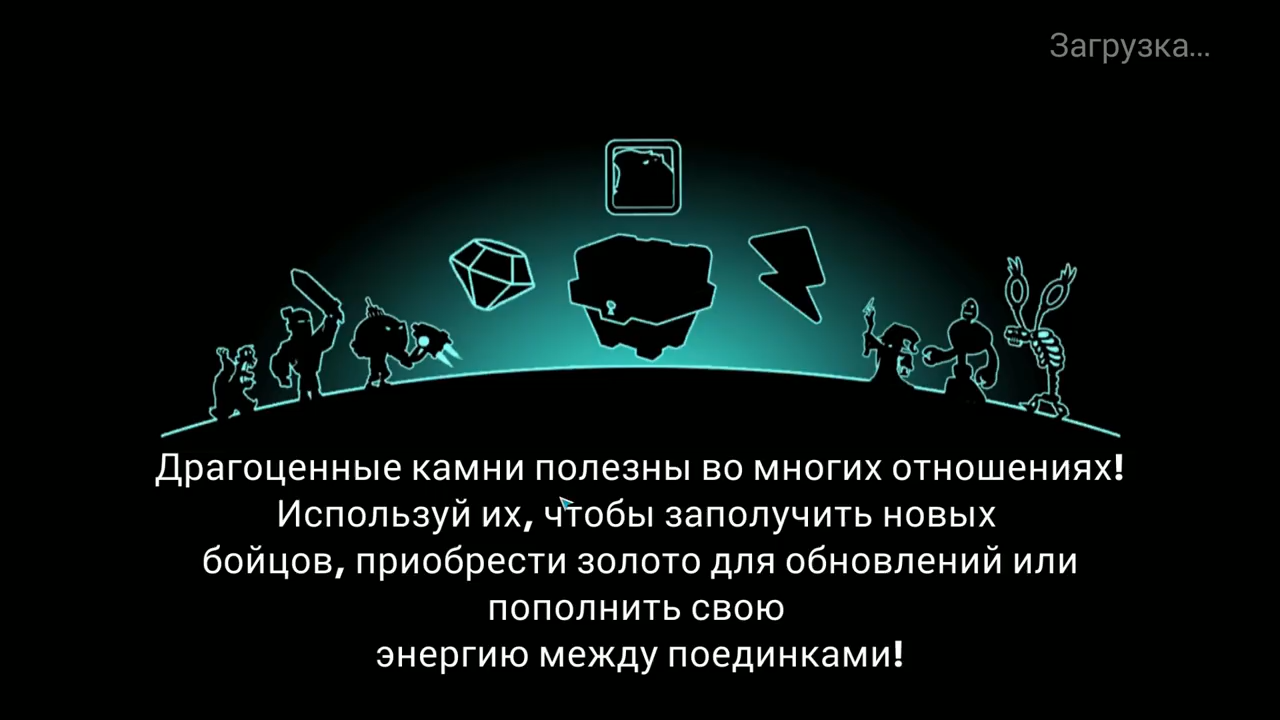 Загрузка...
Драгоценные камни полезны во многих отношениях!
Используй их, чтобы заполучить новых
бойцов, приобрести золото для обновлений или
пополнить свою
энергию между поединками!